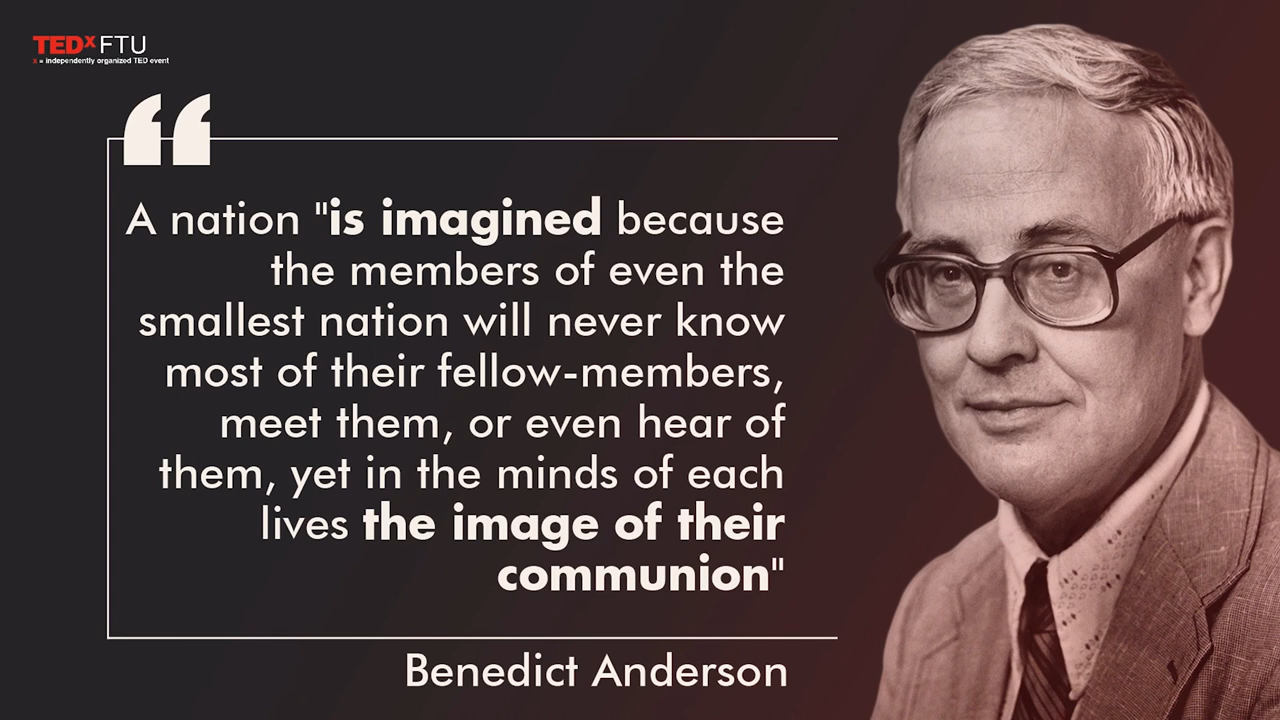 TEDxFTU
x = independently organized TED event
“
A nation "is imagined because
the members of even the
smallest nation will never know
most of their fellow-members,
meet them, or even hear of
them, yet in the minds of each
lives the image of their
communion"
Benedict Anderson